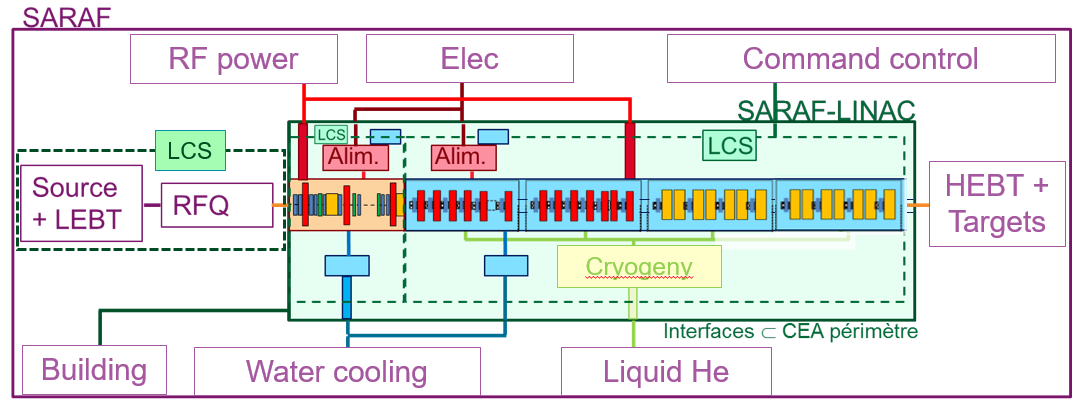 SARAF
RF power
Elec
Command control
SARAF-LINAC
LCS
LCS
Alim.
Alim.
LCS
Source
+ LEBT
RFQ
HEBT +
Targets
Cryogeny
Interfaces ⊂ CEA périmètre
Building
Water cooling
Liquid He